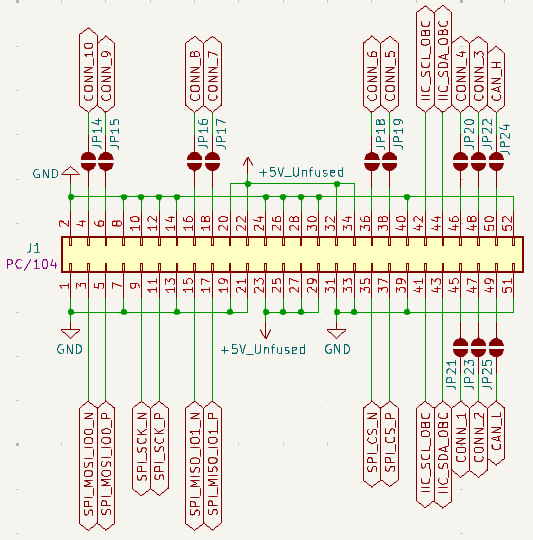 CONN_10
CONN_9
CONN_8
CONN_7
CONN_6
CONN_5
IIC_SCL_OBC
IIC_SDA_OBC
CONN_4
CONN_3
CAN_H
JP14
JP15
JP16
JP17
JP18
JP19
JP20
JP22
JP24
GND
+5V_Unfused
2
4
6
8
10
12
14
16
18
20
22
24
26
28
30
32
34
36
38
40
42
44
46
48
50
52
J1
PC/104
1
3
5
7
9
11
13
15
17
19
21
23
25
27
29
31
33
35
37
39
41
43
45
47
49
51
GND
+5V_Unfused
GND
JP21
JP23
JP25
SPI_MOSI_IO0_N
SPI_MOSI_IO0_P
SPI_SCK_N
SPI_SCK_P
SPI_MISO_IO1_N
SPI_MISO_IO1_P
SPI_CS_N
SPI_CS_P
IIC_SCL_OBC
IIC_SDA_OBC
CONN_1
CONN_2
CAN_L